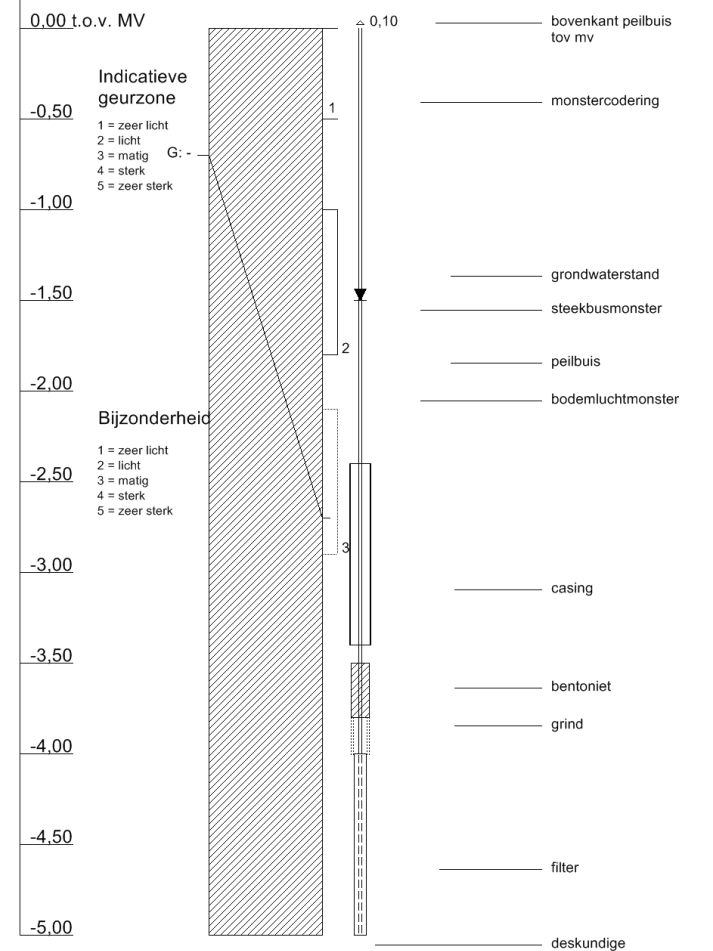 0,00 t.o.v. MV
0,10
bovenkant peilbuis
tov mv
Indicatieve
geurzone
1 = zeer licht
2 = licht
3 = matig
4 = sterk
5 = zeer sterk
G: -
-0,50
1
monstercodering
-1,00
grondwaterstand
-1,50
steekbusmonster
2
peilbuis
-2,00
bodemluchtmonster
Bijzonderheid
1 = zeer licht
2 = licht
3 = matig
4 = sterk
5 = zeer sterk
-2,50
3
-3,00
casing
-3,50
bentoniet
grind
-4,00
-4,50
filter
-5,00
deskundige